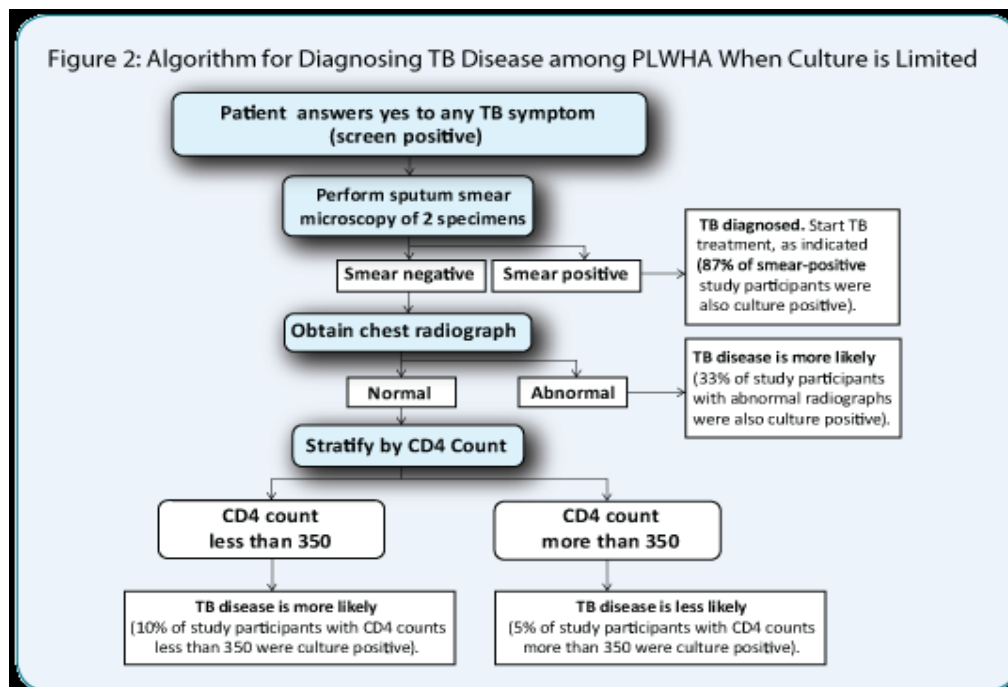 Figure 2: Algorithm for Diagnosing TB Disease among PLWHA When Culture is Limited
Patient answers yes to any TB symptom
(screen positive)
Perform sputum smear
microscopy of 2 specimens
Smear negative
Smear positive
TB diagnosed. Start TB
treatment, as indicated
(87% of smear-positive
study participants were
also culture positive).
Obtain chest radiograph
Normal
Abnormal
TB disease is more likely
(33% of study participants
with abnormal radiographs
were also culture positive).
Stratify by CD4 Count
CD4 count
less than 350
CD4 count
more than 350
TB disease is more likely
(10% of study participants with CD4 counts
less than 350 were culture positive).
TB disease is less likely
(5% of study participants with CD4 counts
more than 350 were culture positive).